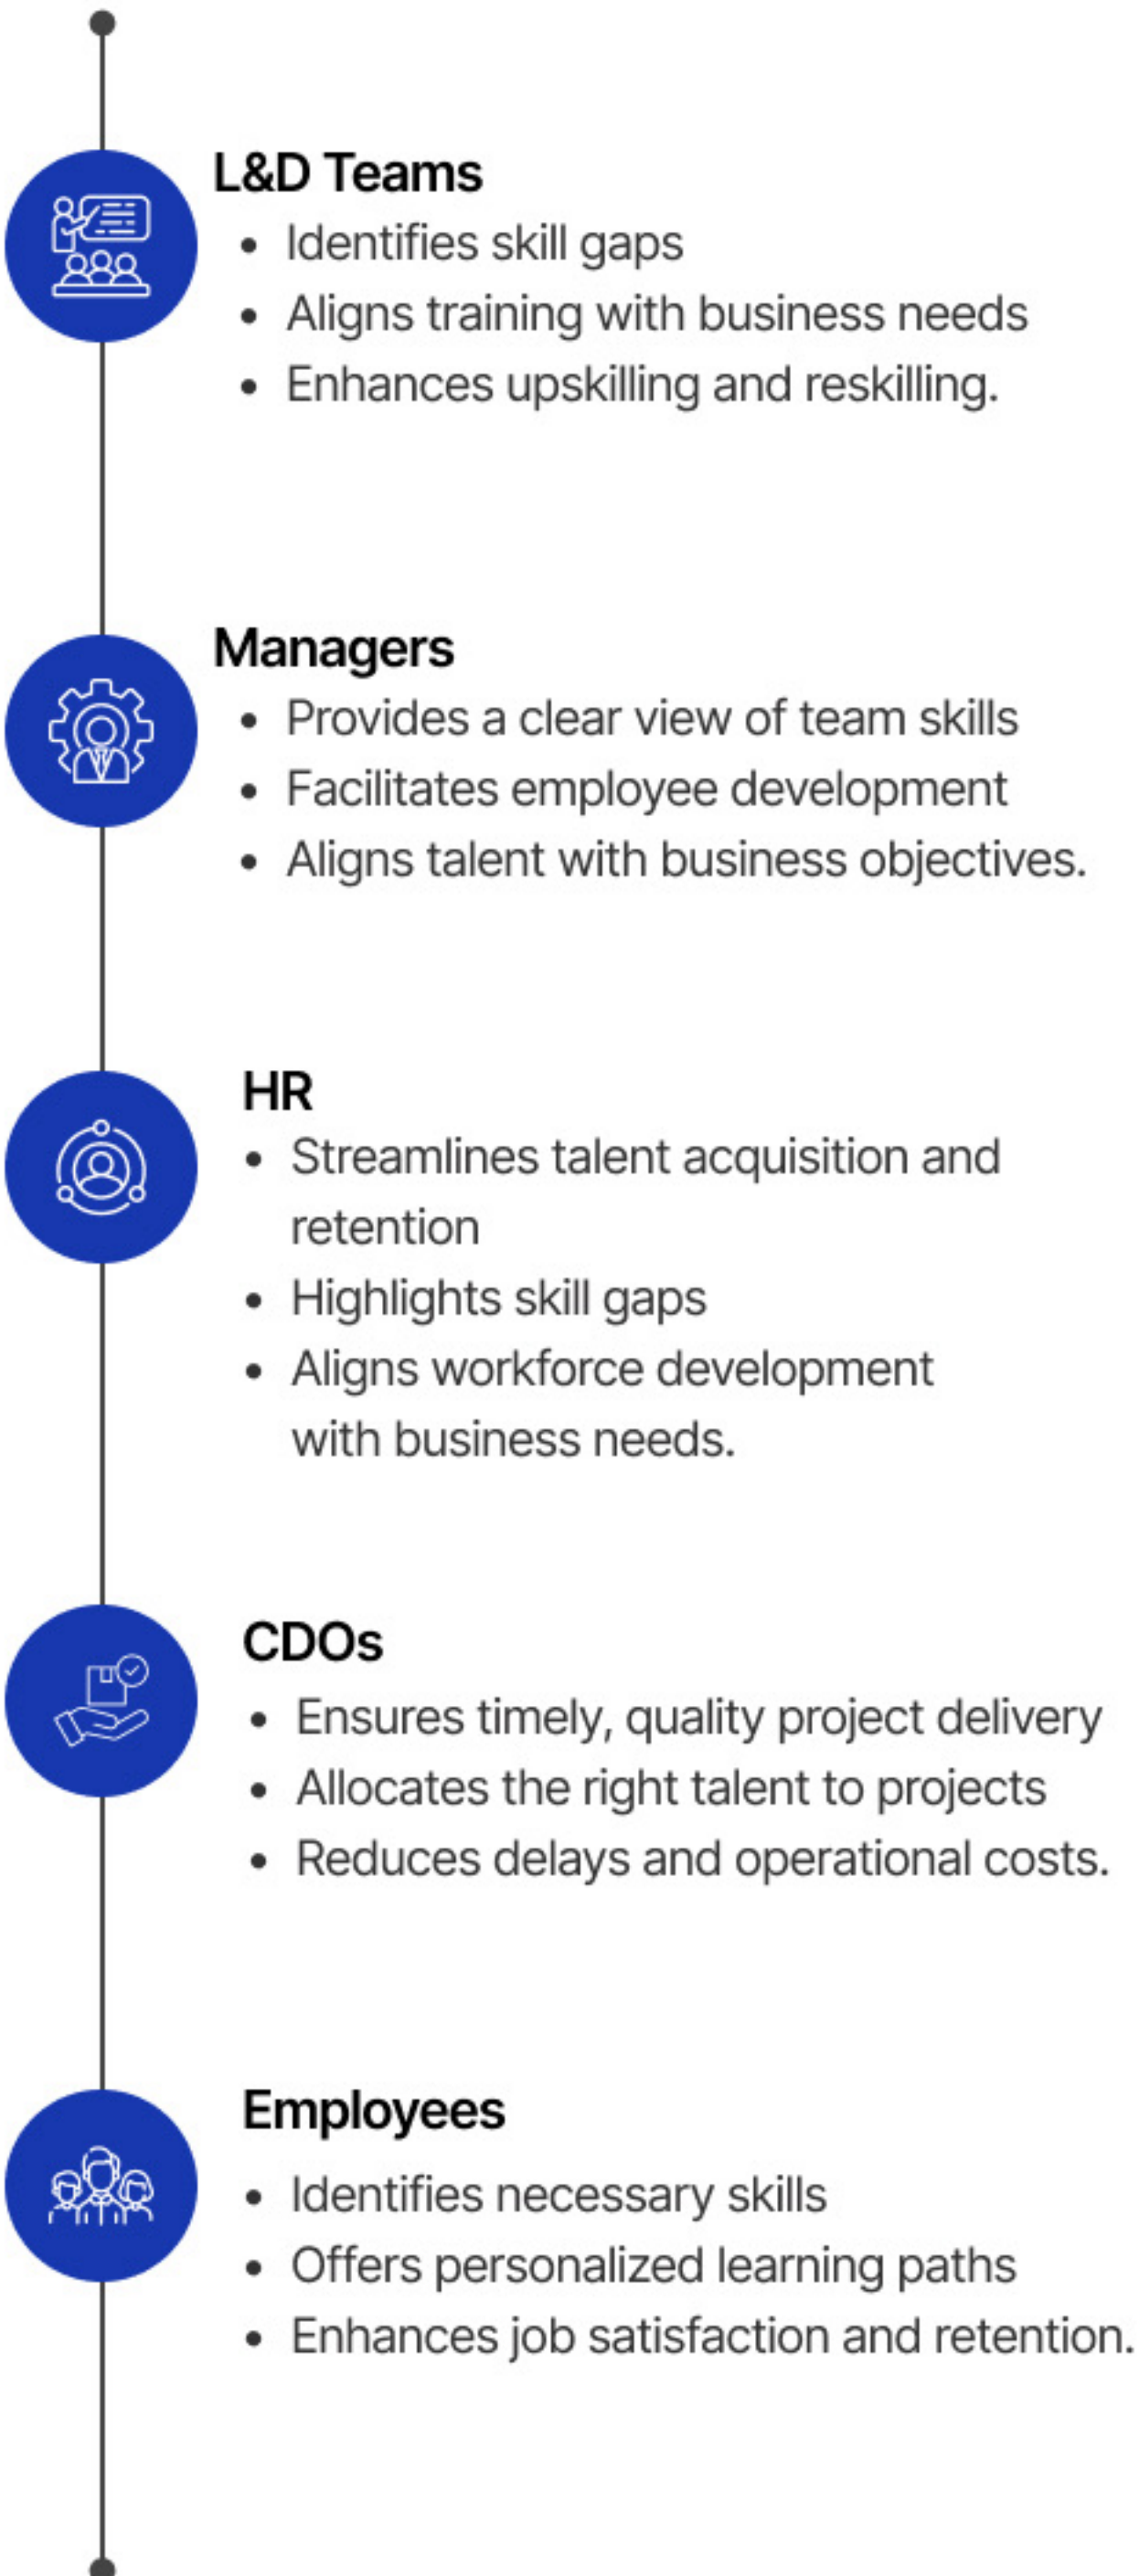 L&D Teams
• Identifies skill gaps
• Aligns training with business needs
• Enhances upskilling and reskilling.
Managers
• Provides a clear view of team skills
• Facilitates employee development
• Aligns talent with business objectives.
HR
• Streamlines talent acquisition and
retention
• Highlights skill gaps
• Aligns workforce development
with business needs.
CDOs
• Ensures timely, quality project delivery
• Allocates the right talent to projects
• Reduces delays and operational costs.
Employees
• Identifies necessary skills
• Offers personalized learning paths
• Enhances job satisfaction and retention.